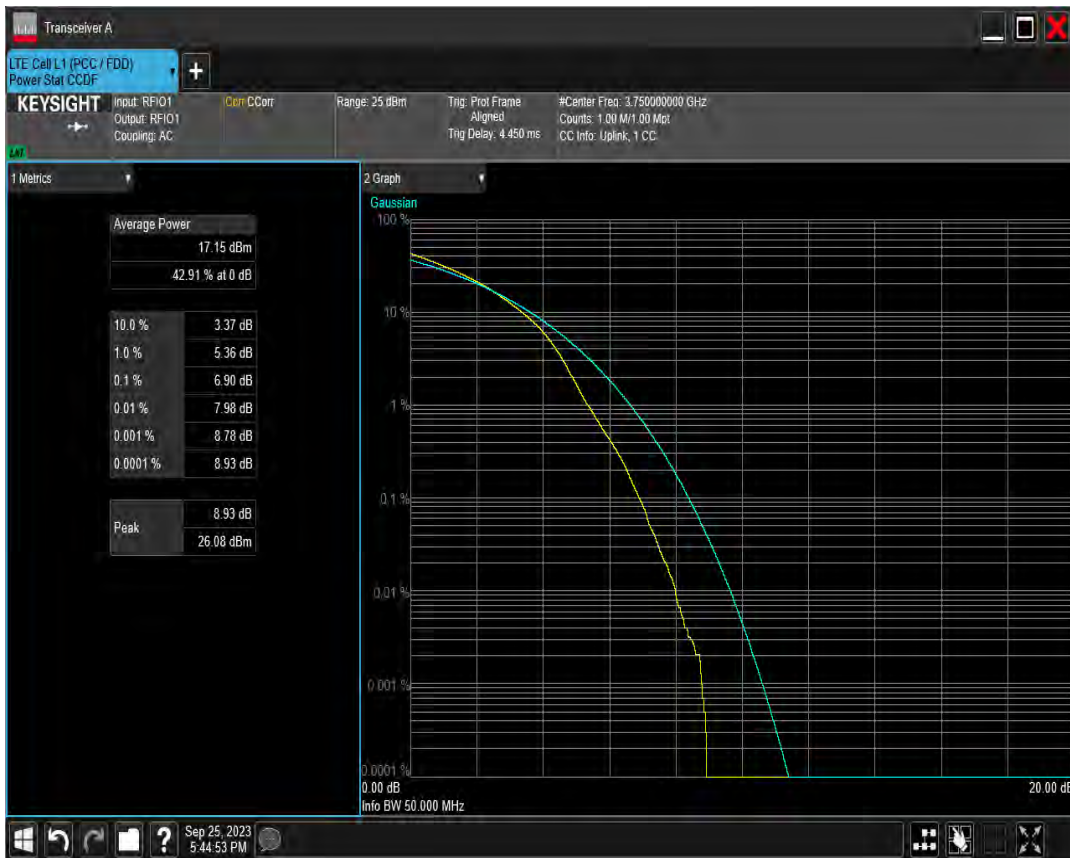 Transceiver A
LTE Cell L1 (PCC / FDD)
Power Stat CCDF
+
KEYSIGHT
Input: RFIO1
Output: RFIO1
Coupling: AC
Corr CCorr
Range: 25 dBm
Trig: Prot Frame
Aligned
Trig Delay: 4.450 ms
#Center Freq: 3.750000000 GHz
Counts: 1.00 M/1.00 Mpt
CC Info: Uplink, 1 CC
1 Metrics
Average Power
17.15 dBm
42.91 % at 0 dB
10.0 % 3.37 dB
1.0 % 5.36 dB
0.1 % 6.90 dB
0.01 % 7.98 dB
0.001 % 8.78 dB
0.0001 % 8.93 dB
Peak
8.93 dB
26.08 dBm
2 Graph
Gaussian
100 %
10 %
1 %
0.1 %
0.01 %
0.001 %
0.0001 %
0.00 dB 20.00 dB
Info BW 50.000 MHz
?
Sep 25, 2023
5:44:53 PM